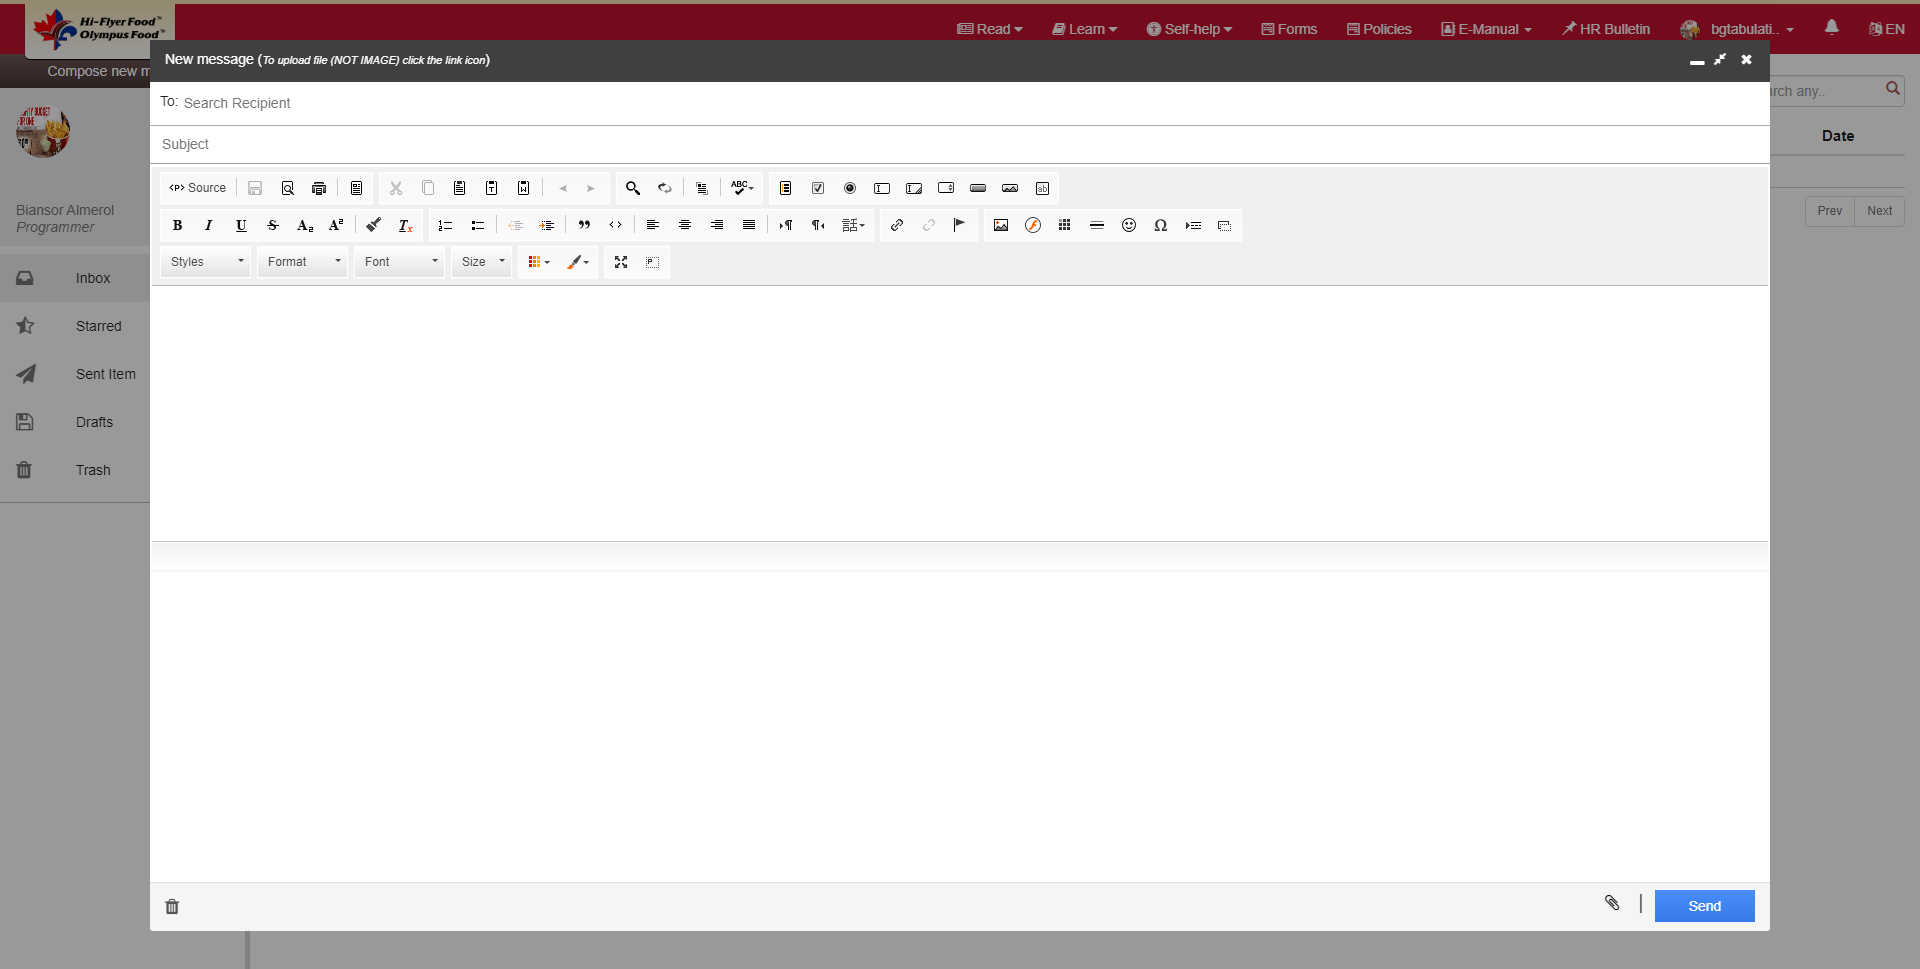 Hi-Flyer Food™
Olympus Food™
Read
Learn
Self-help
Forms
Policies
E-Manual
HR Bulletin
bgtabulati..
EN
Compose new m
New message (To upload file (NOT IMAGE) click the link icon)
rch any..
To: Search Recipient
Subject
Date
Source
ABC
Biansor Almerol
Programmer
Prev
Next
B I U S
Styles
Format
Font
Size
Inbox
Starred
Sent Item
Drafts
Trash
Send